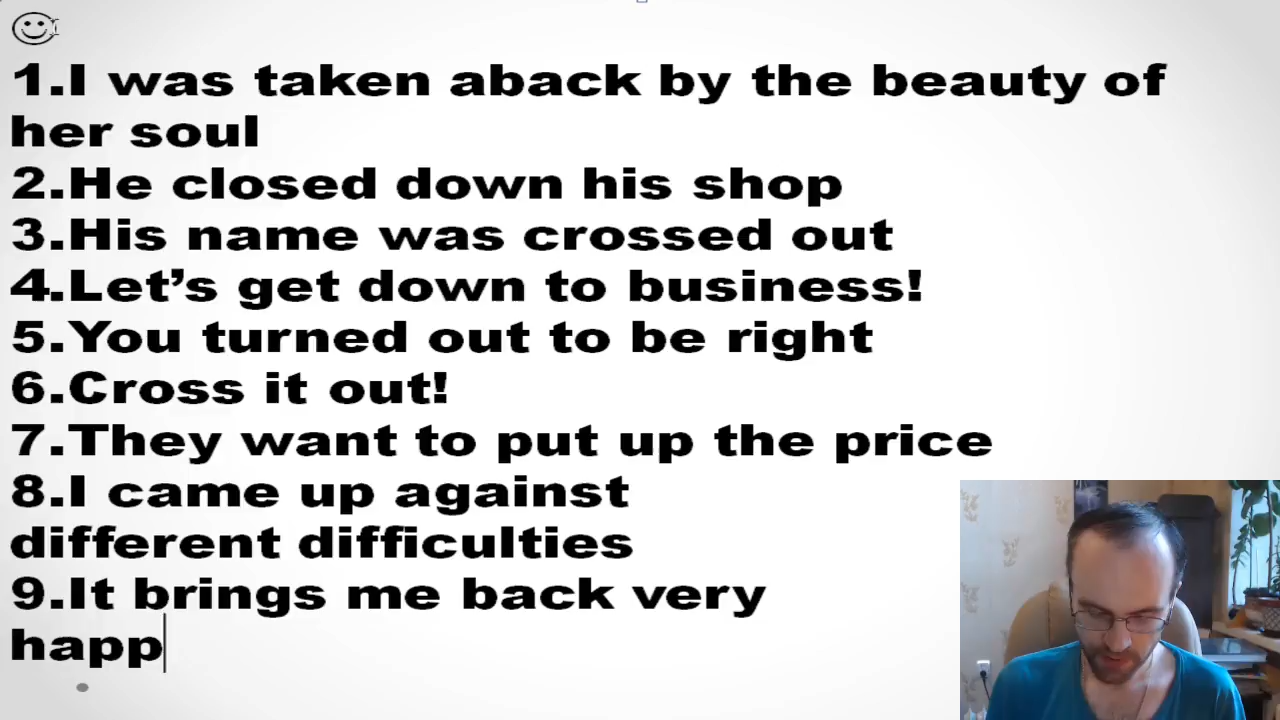 1.I was taken aback by the beauty of
her soul
2.He closed down his shop
3.His name was crossed out
4.Let’s get down to business!
5.You turned out to be right
6.Cross it out!
7.They want to put up the price
8.I came up against
different difficulties
9.It brings me back very
happ